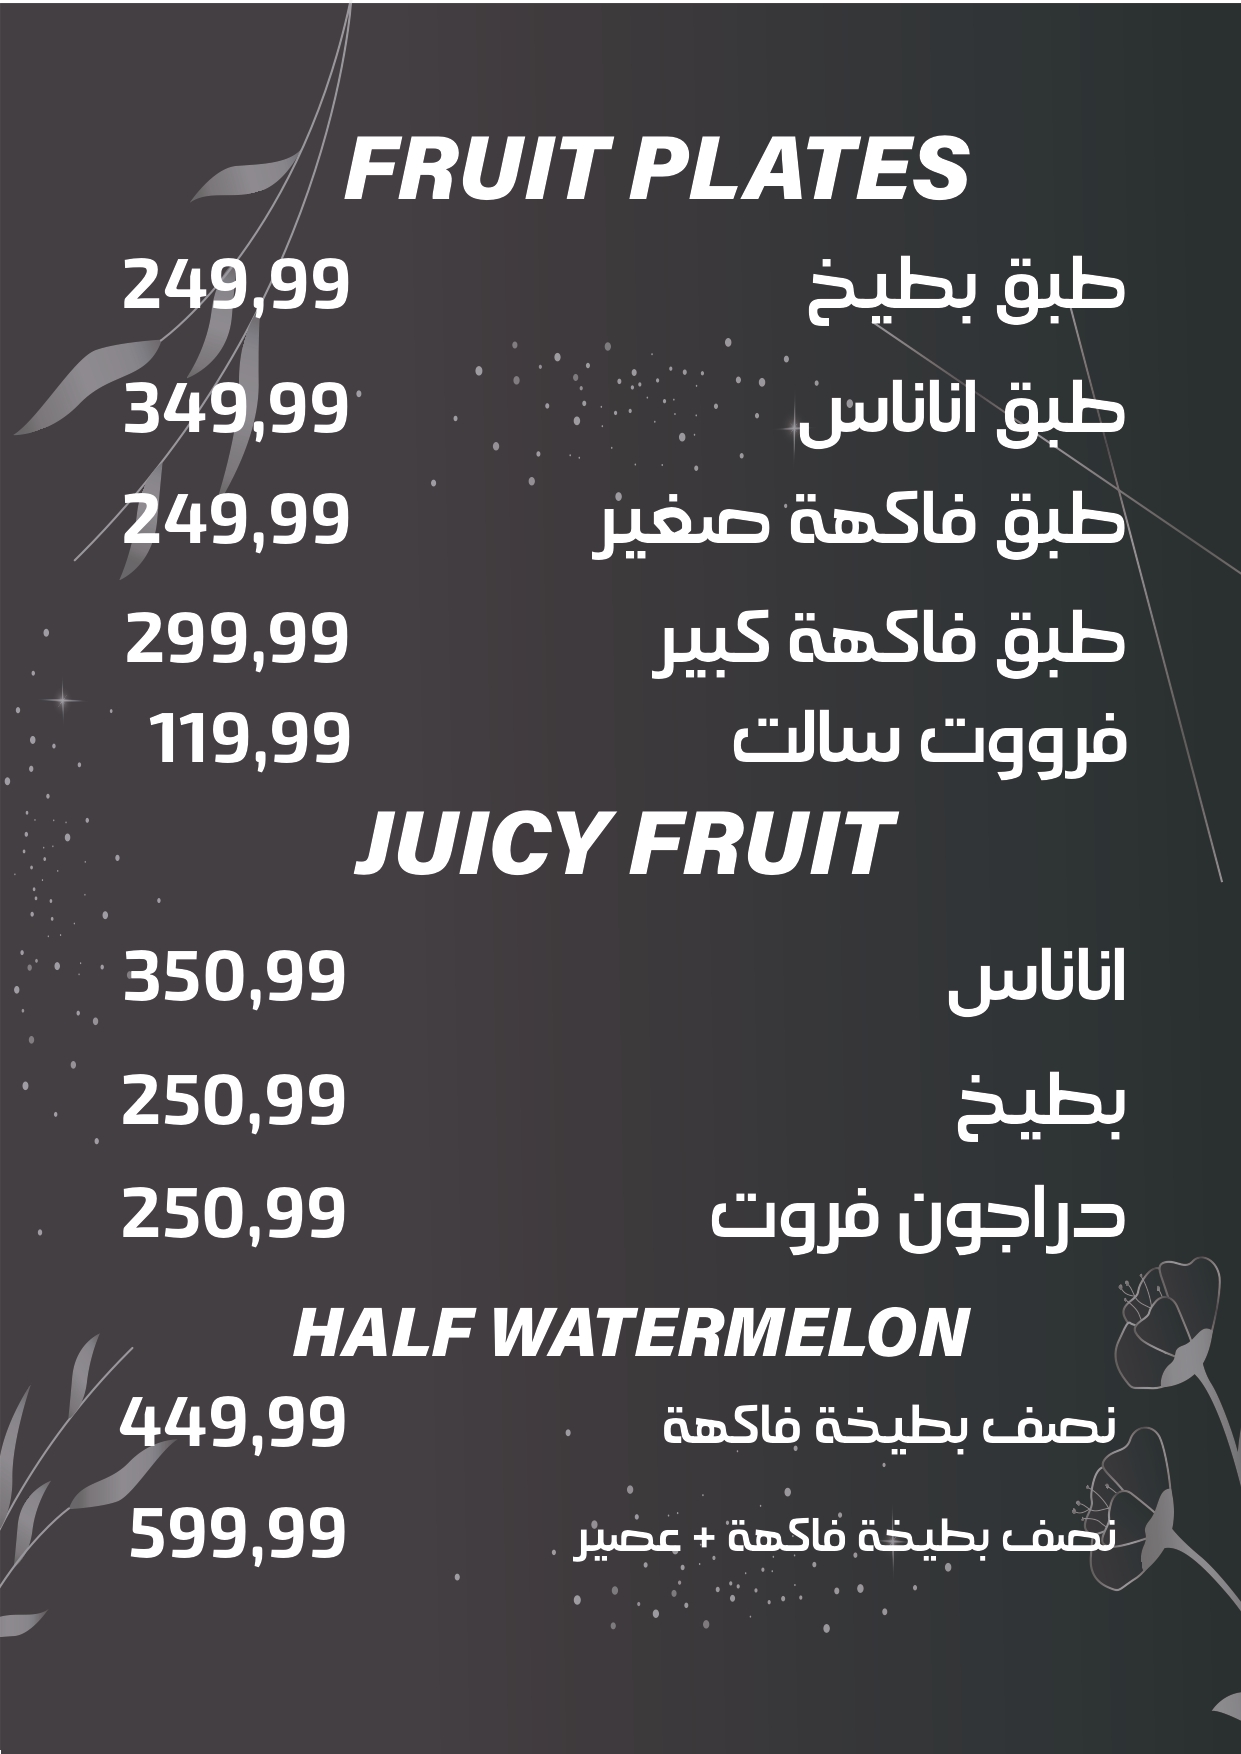 FRUIT PLATES
طبق بطيخ 249,99
طبق اناناس 349,99
طبق فاكهة صغير 249,99
طبق فاكهة كبير 299,99
فرووت سالت 119,99
JUICY FRUIT
اناناس 350,99
بطيخ 250,99
دراجون فروت 250,99
HALF WATERMELON
نصف بطيخة فاكهة 449,99
نصف بطيخة فاكهة + عصير 599,99